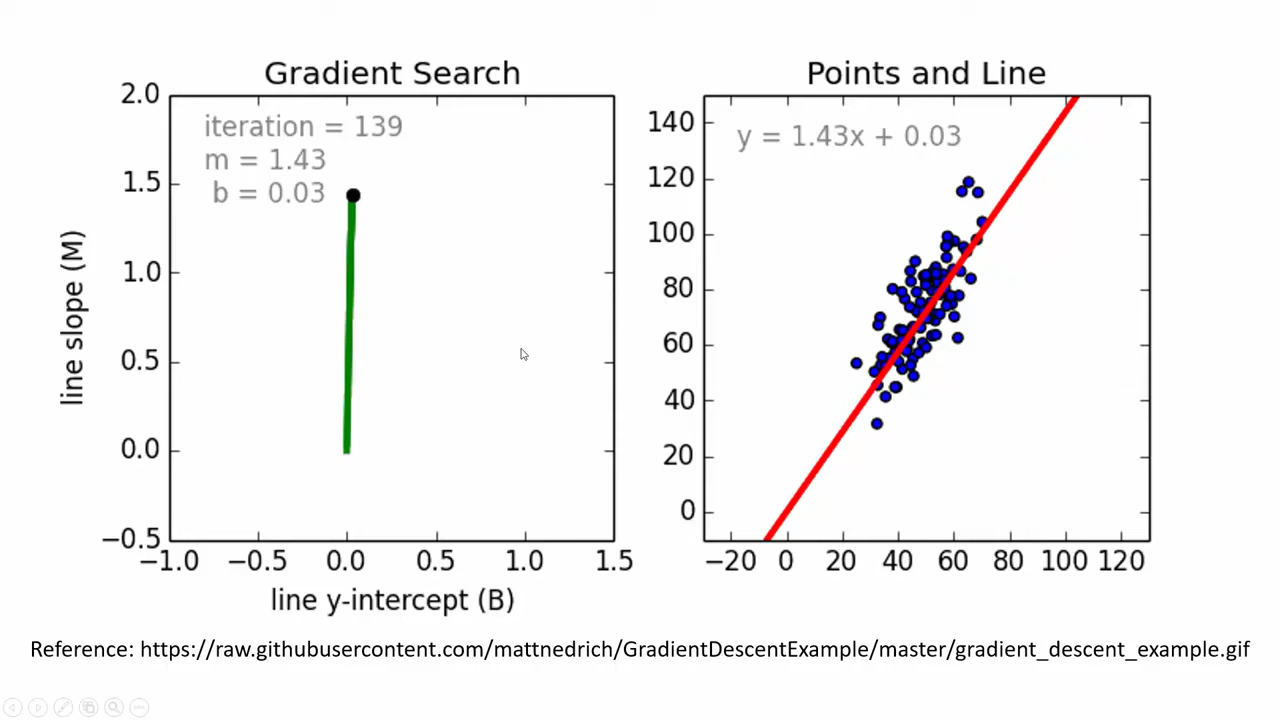 Gradient Search
2.0
1.5
1.0
0.5
0.0
−0.5
line slope (M)
iteration = 139
m = 1.43
b = 0.03
−1.0 −0.5 0.0 0.5 1.0 1.5
line y-intercept (B)
Points and Line
140
120
100
80
60
40
20
0
y = 1.43x + 0.03
−20 0 20 40 60 80 100 120
Reference: https://raw.githubusercontent.com/mattnedrich/GradientDescentExample/master/gradient_descent_example.gif